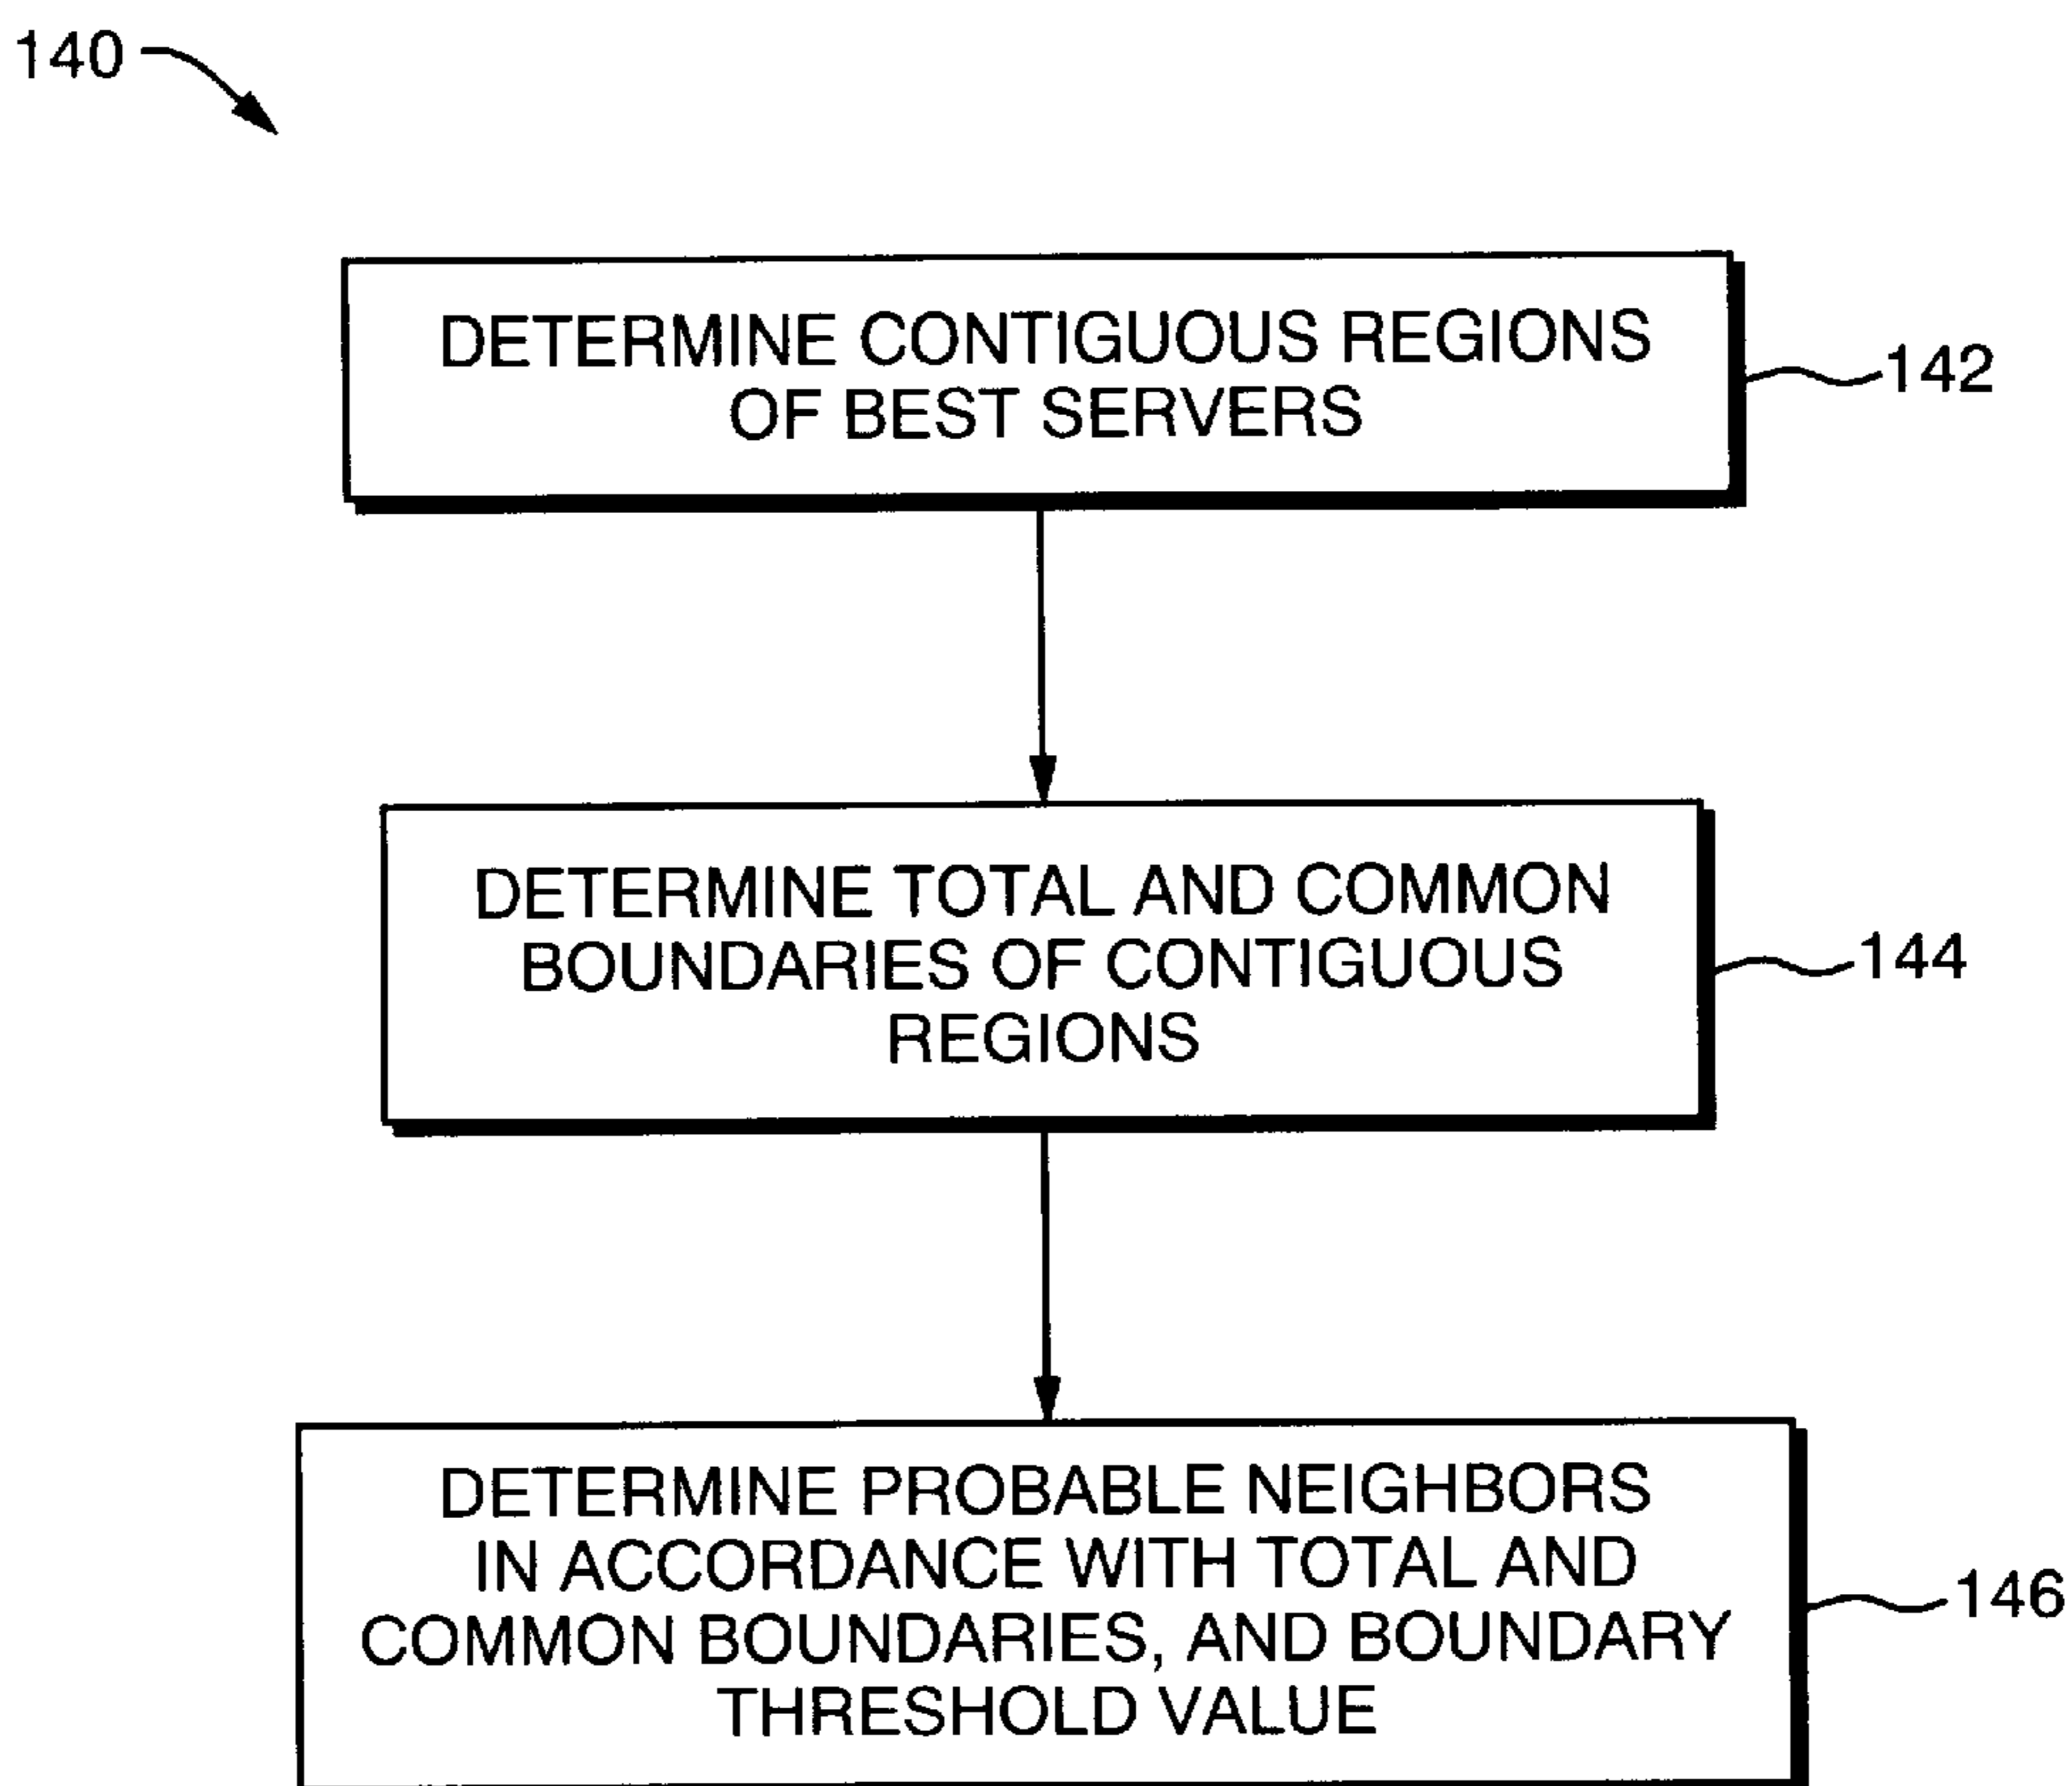 140
DETERMINE CONTIGUOUS REGIONS
OF BEST SERVERS
142
DETERMINE TOTAL AND COMMON
BOUNDARIES OF CONTIGUOUS
REGIONS
144
DETERMINE PROBABLE NEIGHBORS
IN ACCORDANCE WITH TOTAL AND
COMMON BOUNDARIES, AND BOUNDARY
THRESHOLD VALUE
146